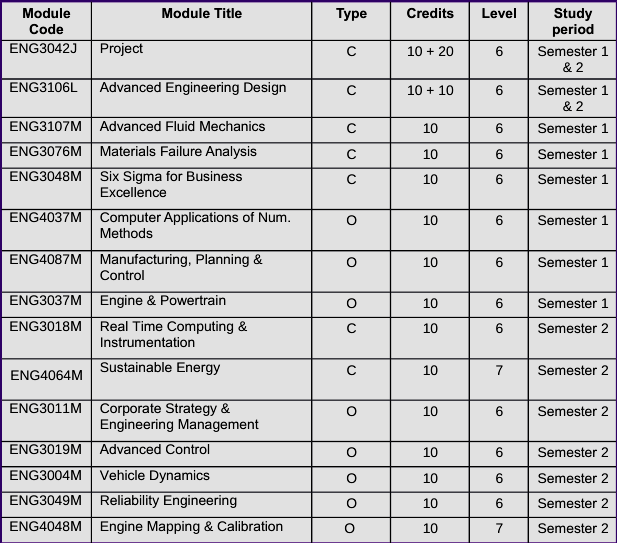 Module Code Module Title Type Credits Level Study period
ENG3042J Project C 10 + 20 6 Semester 1 & 2
ENG3106L Advanced Engineering Design C 10 + 10 6 Semester 1 & 2
ENG3107M Advanced Fluid Mechanics C 10 6 Semester 1
ENG3076M Materials Failure Analysis C 10 6 Semester 1
ENG3048M Six Sigma for Business Excellence C 10 6 Semester 1
ENG4037M Computer Applications of Num. Methods O 10 6 Semester 1
ENG4087M Manufacturing, Planning & Control O 10 6 Semester 1
ENG3037M Engine & Powertrain O 10 6 Semester 1
ENG3018M Real Time Computing & Instrumentation C 10 6 Semester 2
ENG4064M Sustainable Energy C 10 7 Semester 2
ENG3011M Corporate Strategy & Engineering Management O 10 6 Semester 2
ENG3019M Advanced Control O 10 6 Semester 2
ENG3004M Vehicle Dynamics O 10 6 Semester 2
ENG3049M Reliability Engineering O 10 6 Semester 2
ENG4048M Engine Mapping & Calibration O 10 7 Semester 2